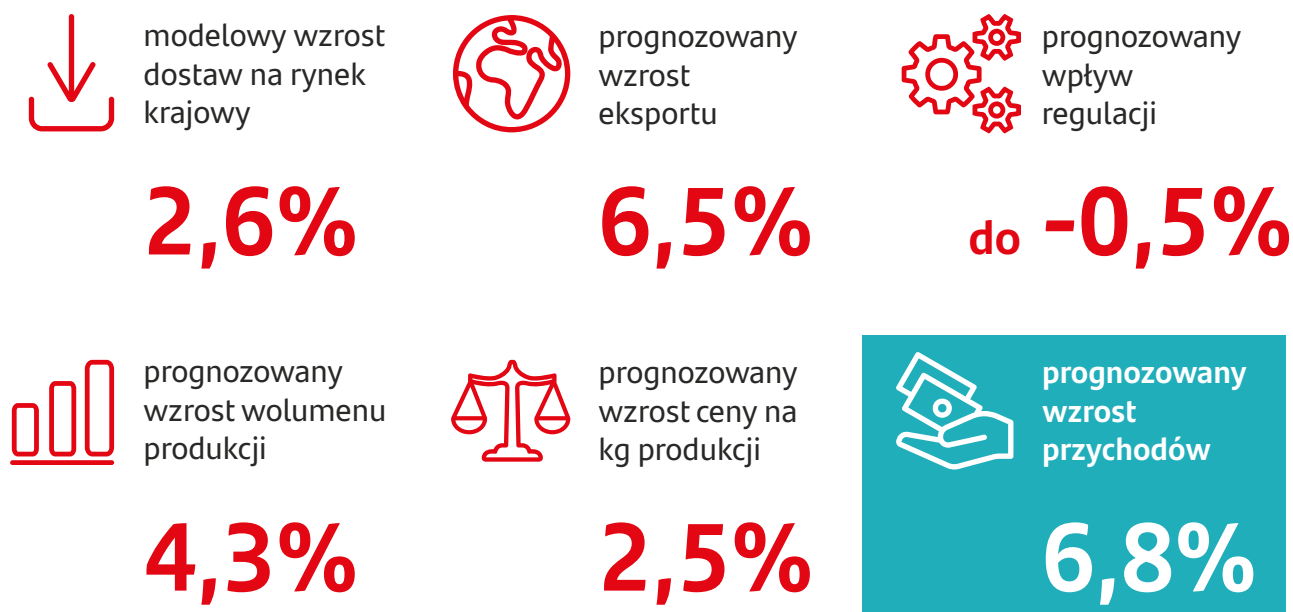 modelowy wzrost
dostaw na rynek
krajowy
2,6%
prognozowany
wzrost
eksportu
6,5%
prognozowany
wpływ
regulacji
do -0,5%
prognozowany
wzrost wolumenu
produkcji
4,3%
prognozowany
wzrost ceny na
kg produkcji
2,5%
prognozowany
wzrost
przychodów
6,8%